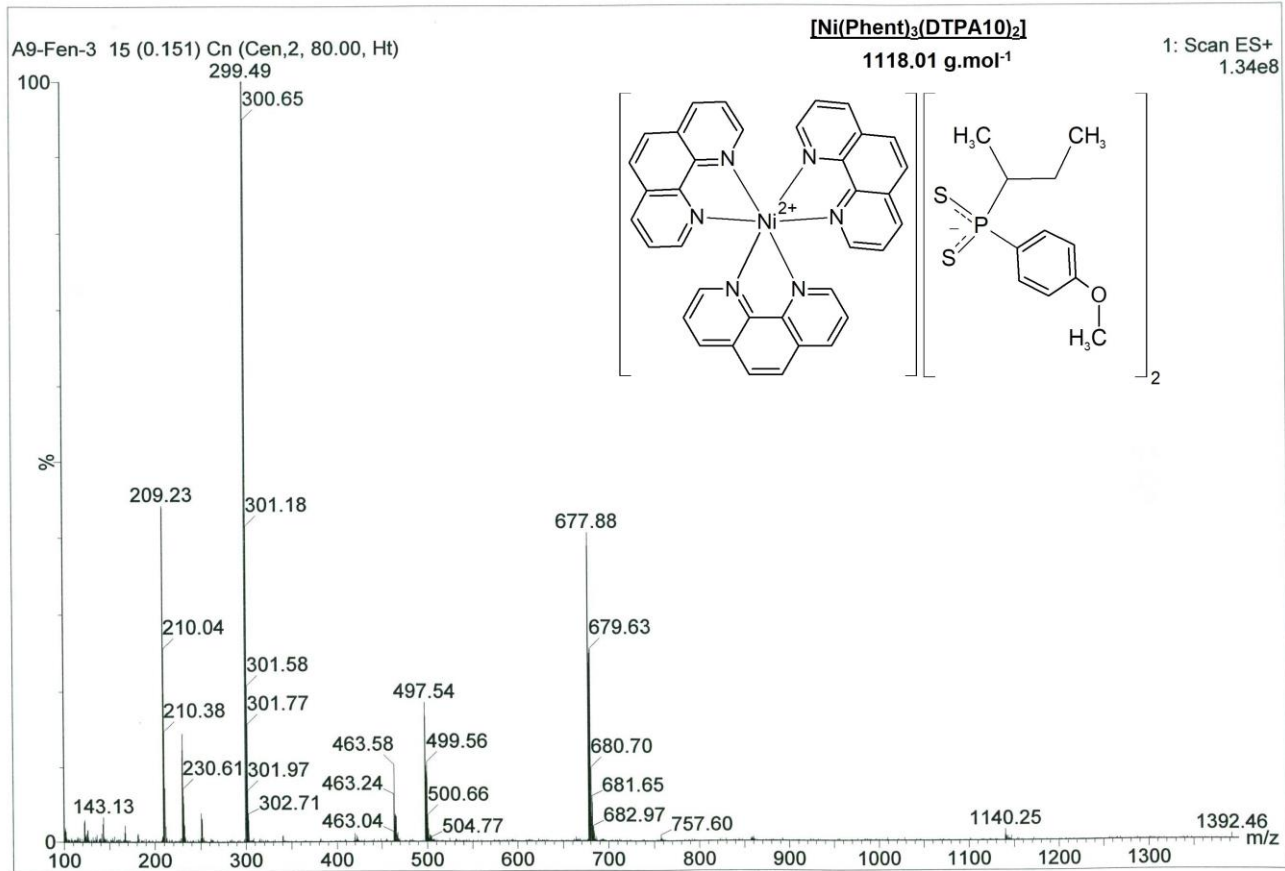 [Ni(Phent)₃(DTPA10)₂]
1118.01 g.mol⁻¹
A9-Fen-3 15 (0.151) Cn (Cen,2, 80.00, Ht)
1: Scan ES+
1.34e8
100
%
0
299.49
300.65
209.23
301.18
210.04
301.58
301.77
210.38
230.61
301.97
302.71
143.13
677.88
679.63
497.54
463.58
499.56
680.70
463.24
500.66
681.65
463.04
504.77
682.97
757.60
1140.25
1392.46
m/z
100 200 300 400 500 600 700 800 900 1000 1100 1200 1300
N
N
N
N
N
N
Ni
2+
H₃C
CH₃
S
S
P
−
O
H₃C
2